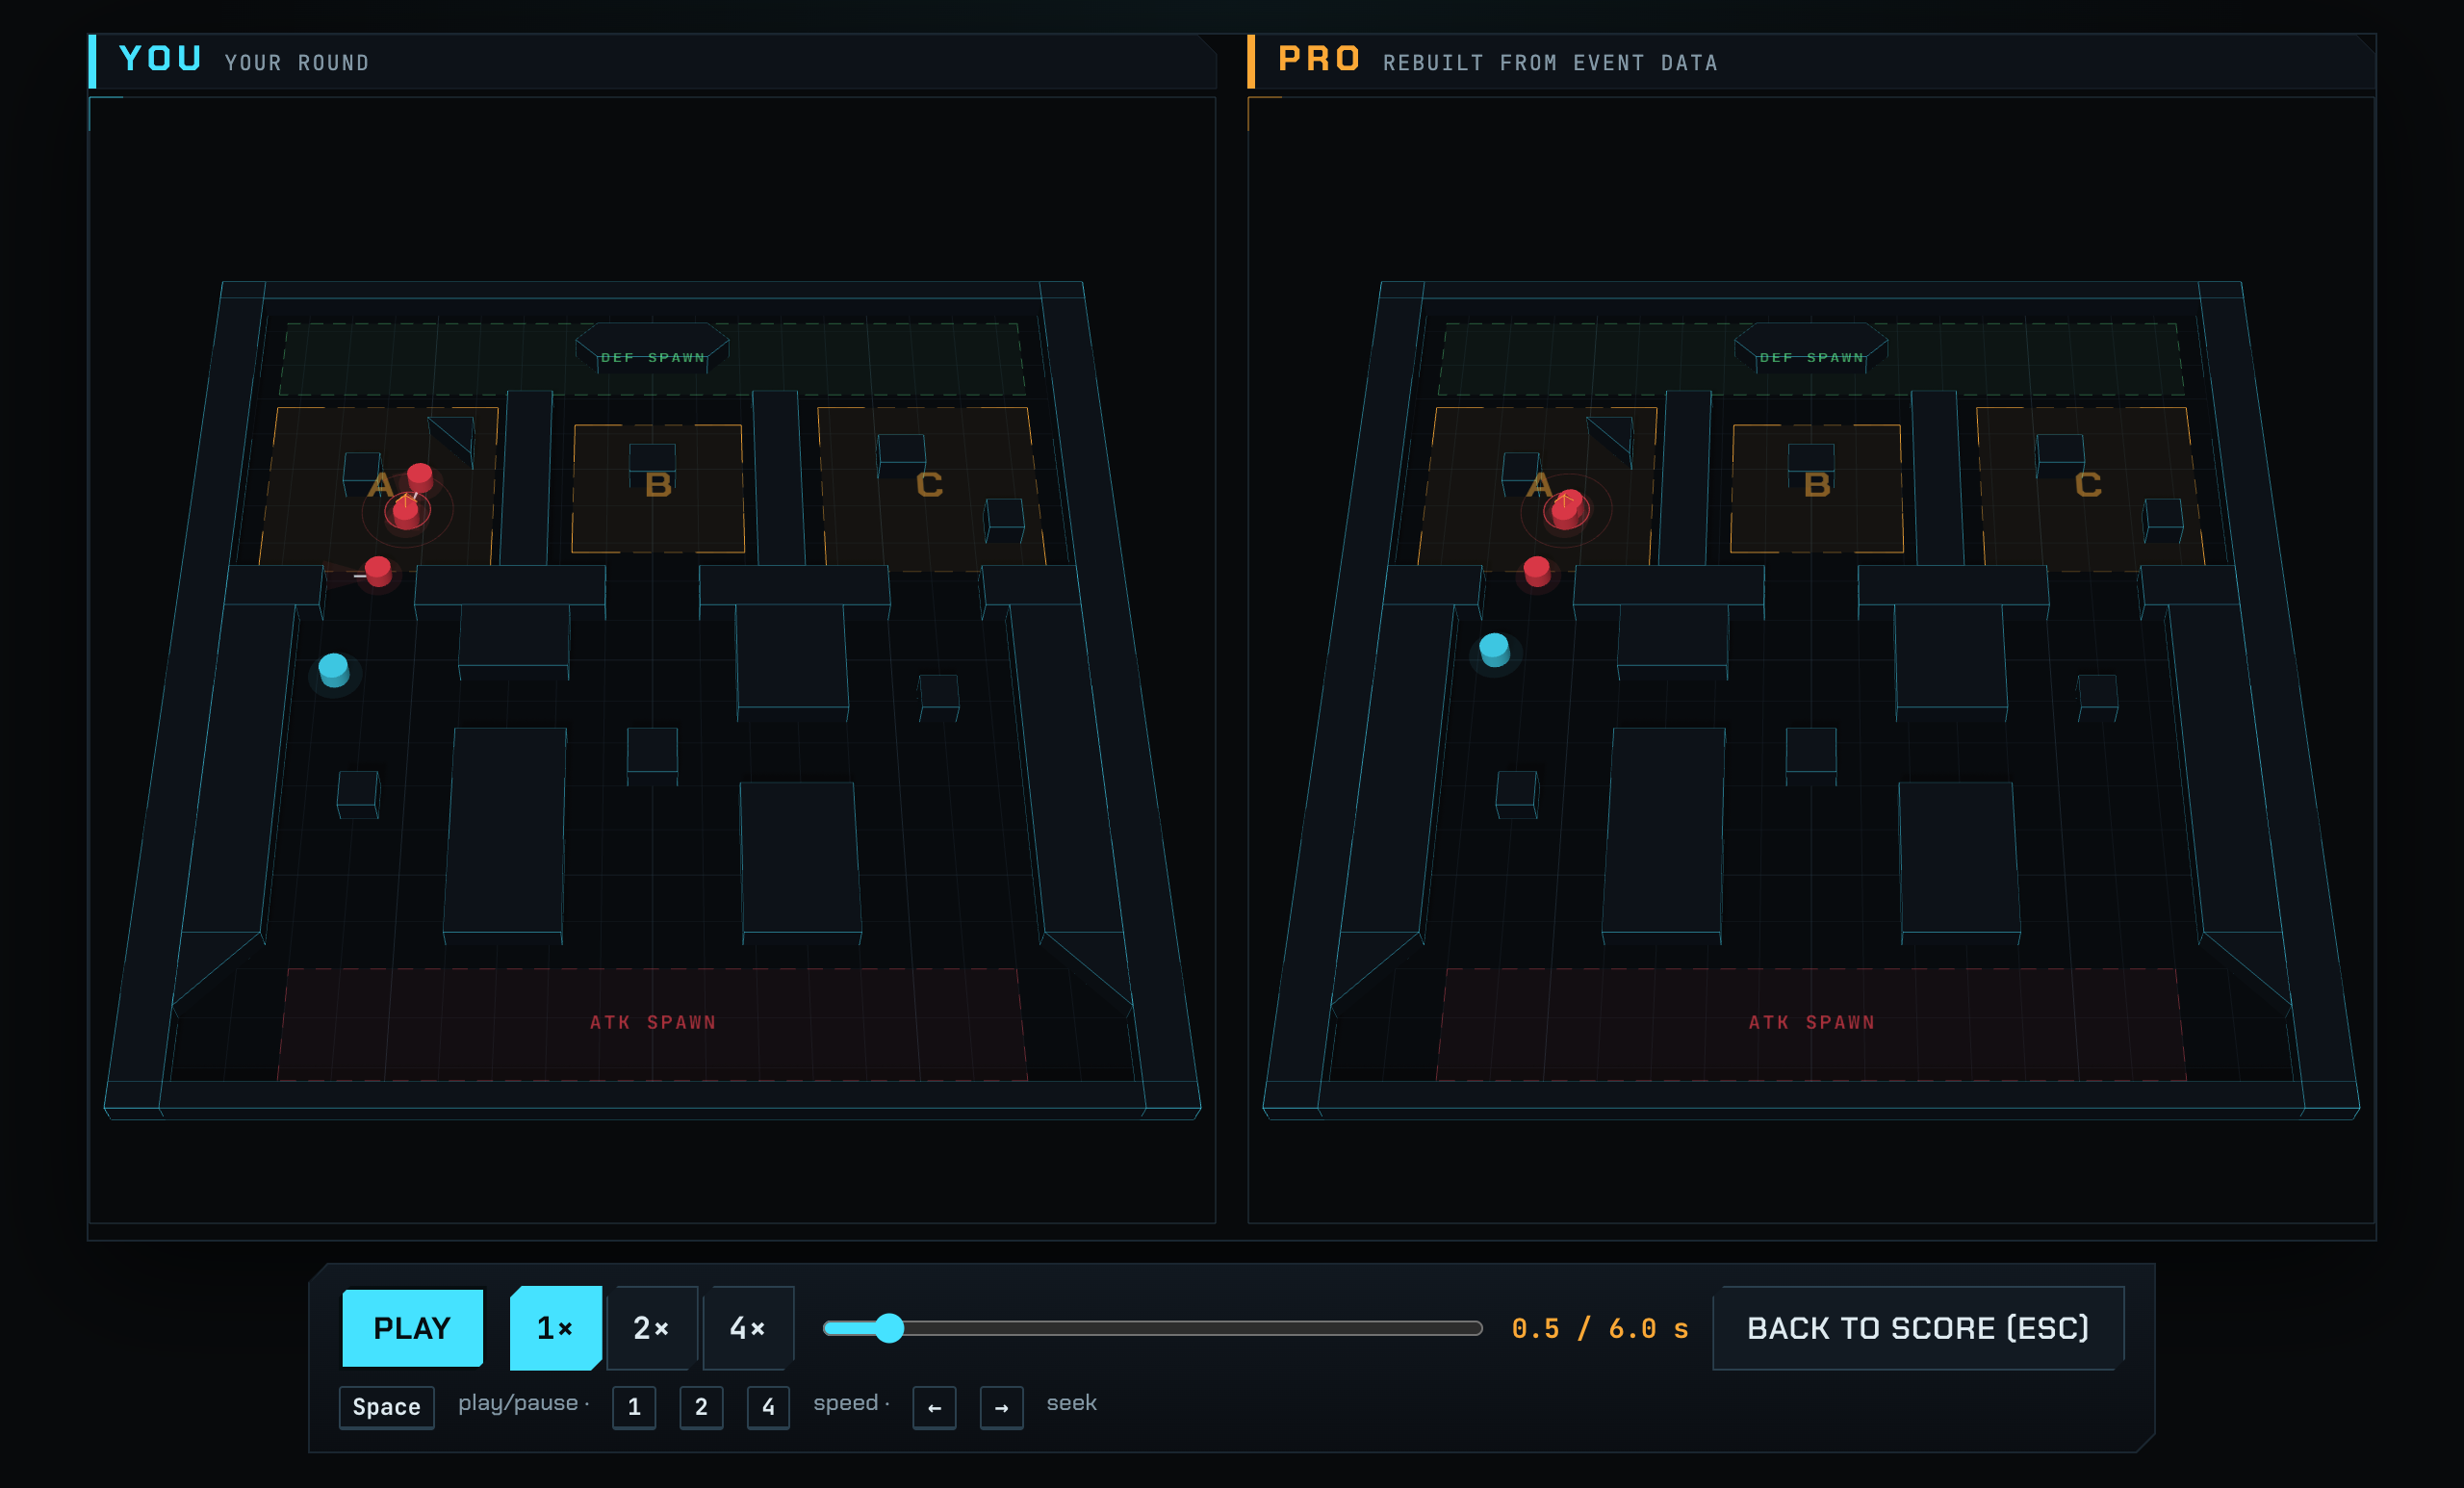 YOU YOUR ROUND
PRO REBUILT FROM EVENT DATA
DEF SPAWN
A B C
ATK SPAWN
DEF SPAWN
A B C
ATK SPAWN
PLAY 1× 2× 4× 0.5 / 6.0 s BACK TO SCORE (ESC)
Space play/pause · 1 2 4 speed · ← → seek